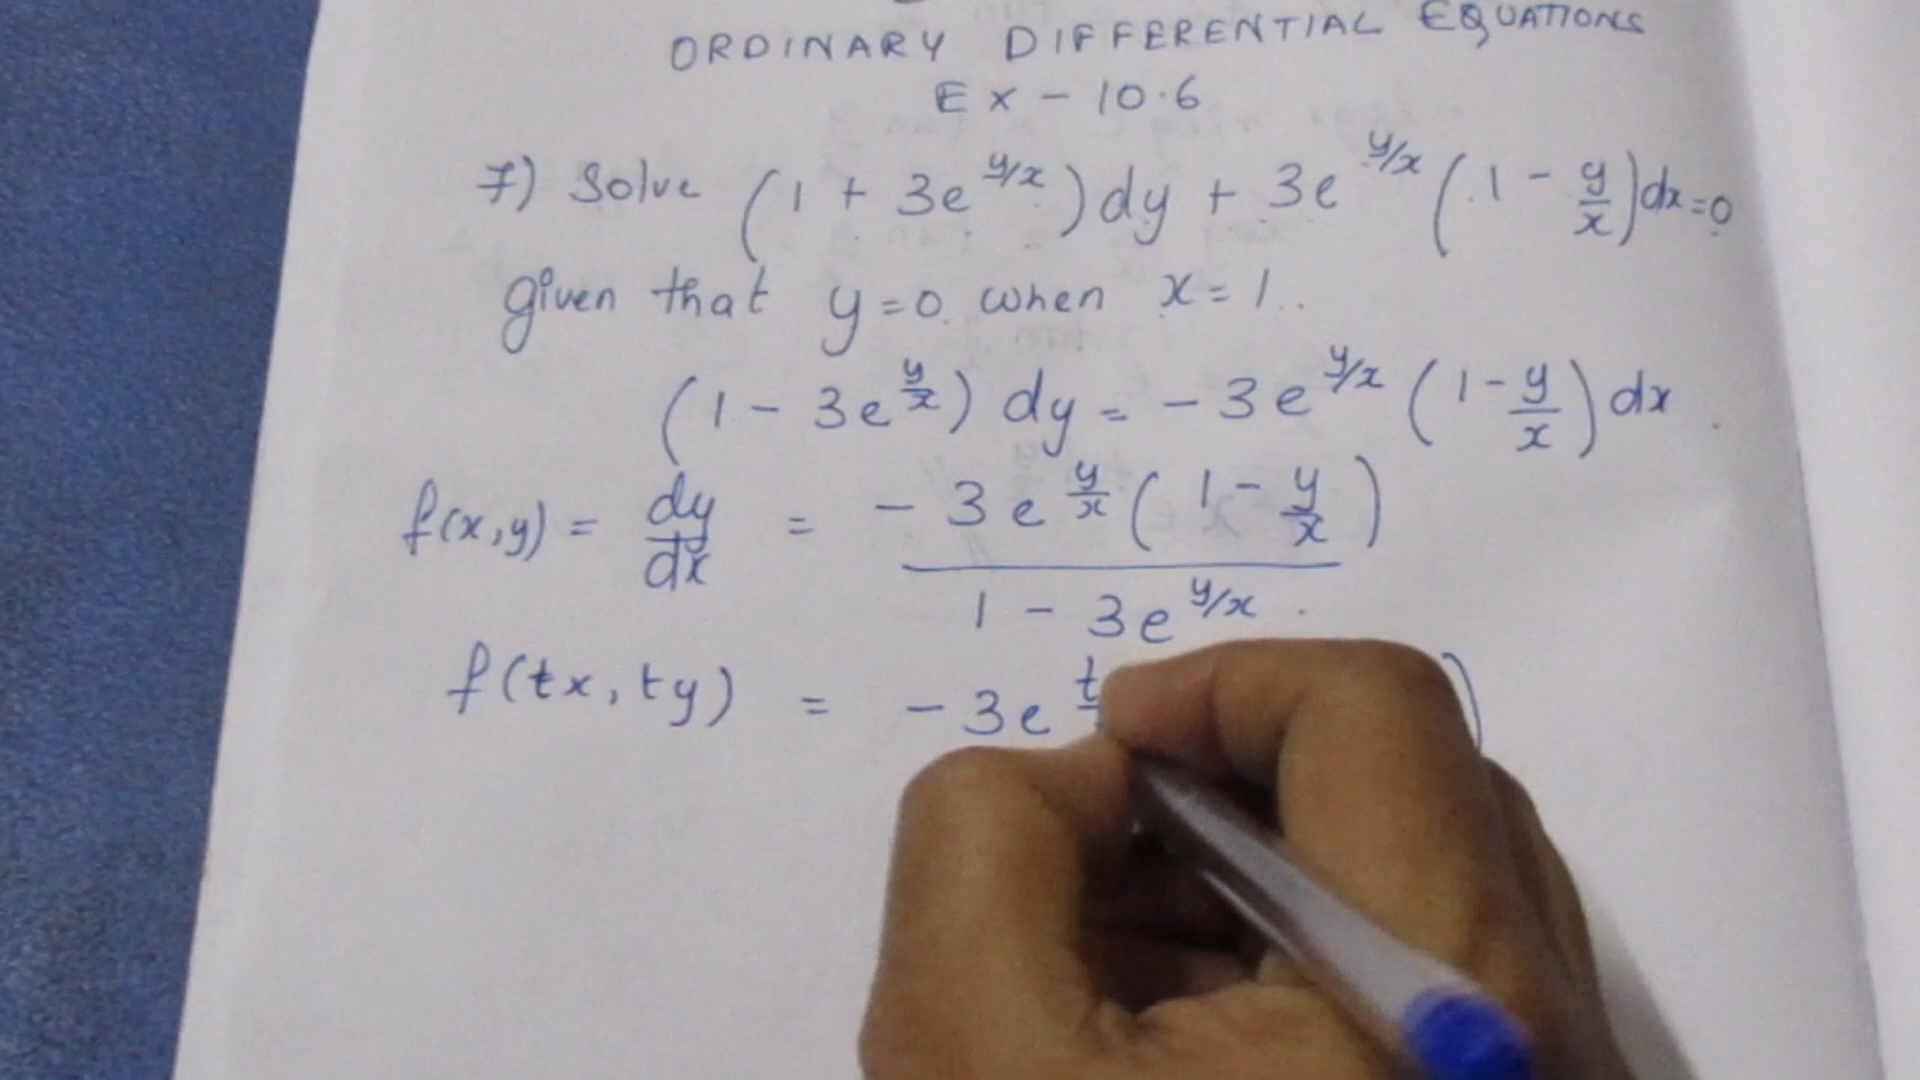 ORDINARY DIFFERENTIAL EQUATIONS
Ex - 10.6
7) Solve (1 + 3e^{y/x}) dy + 3e^{y/x} (1 - y/x) dx = 0
given that y = 0 when x = 1.
(1 - 3e^{y/x}) dy = - 3e^{y/x} (1 - y/x) dx
f(x,y) = dy/dx = - 3e^{y/x} (1 - y/x) / 1 - 3e^{y/x}
f(tx, ty) = - 3e^{t )